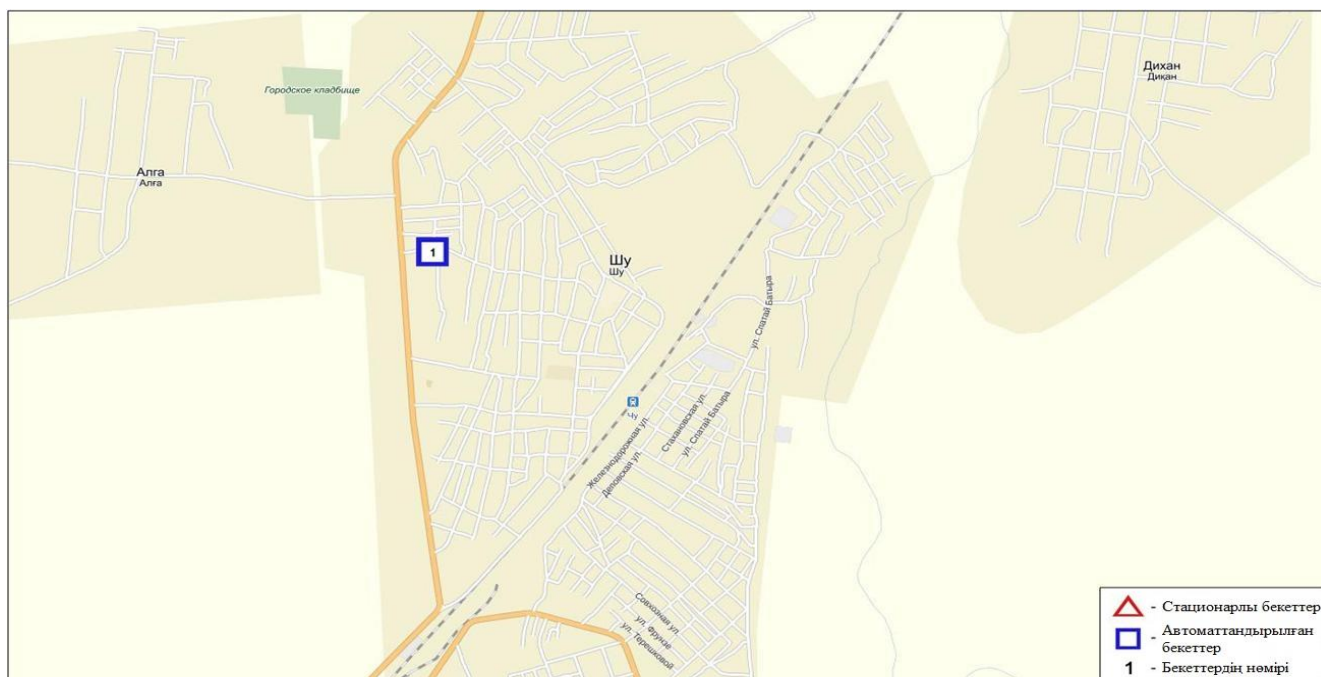 Дихан
Дикан
Городское кладбище
Алга
Алға
1
Шу
Шу
ул. Спатай Батыра
Стахановская ул.
ул. Спатай Батыра
Железнодорожная ул.
Деповская ул.
Совхозная ул.
ул. Фрунзе
ул. Терешковой
- Стационарлы бекеттер
- Автоматтандырылған
бекеттер
1 - Бекеттердің нөмірі